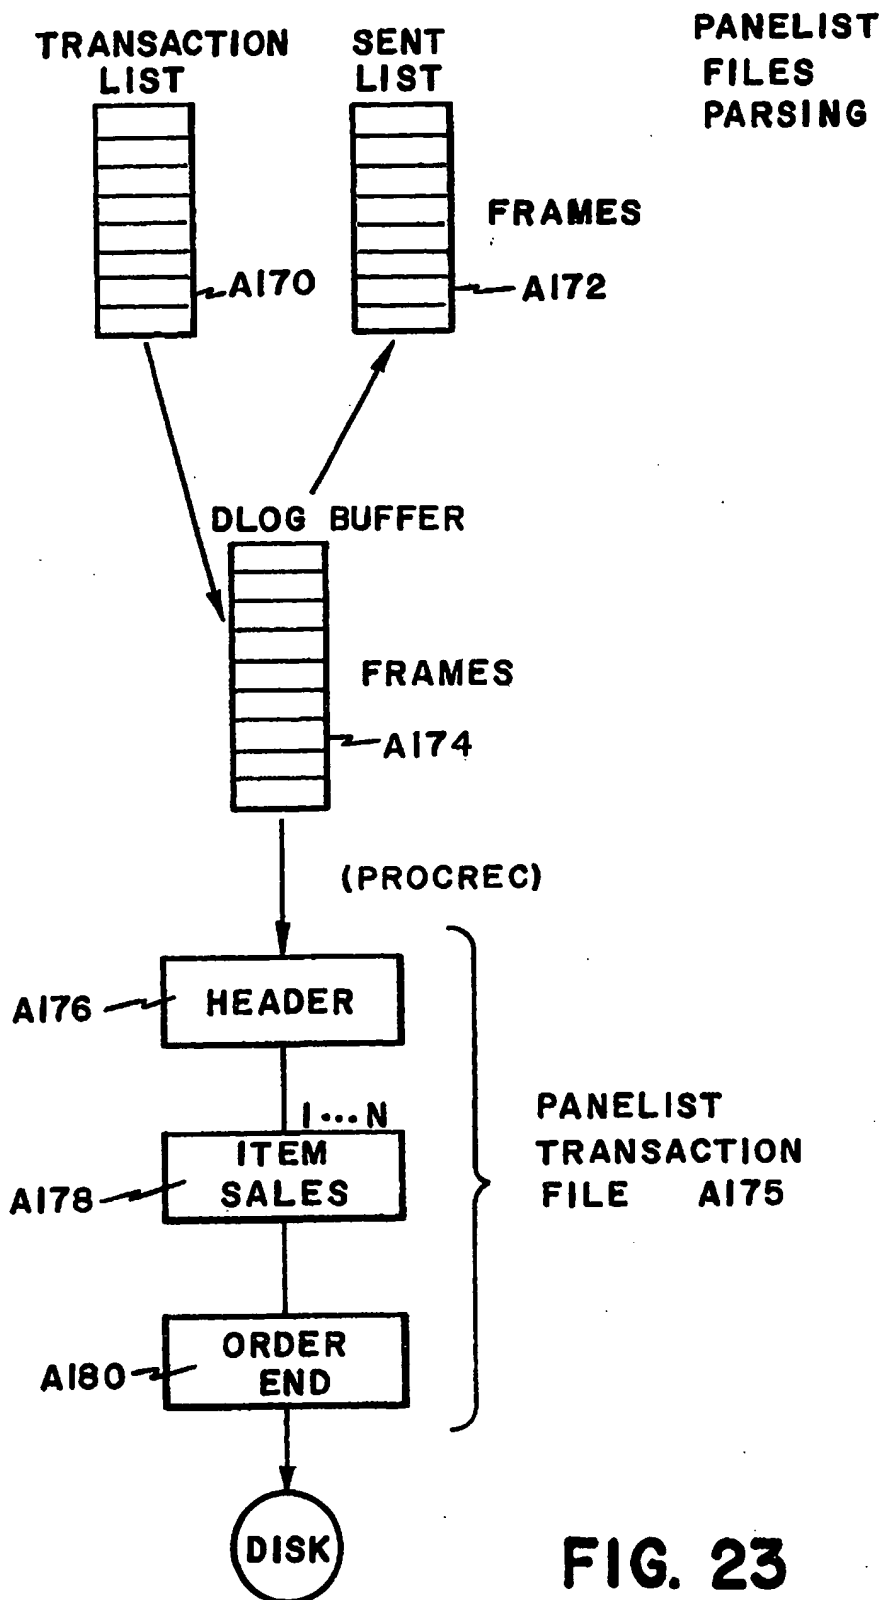 TRANSACTION
LIST
SENT
LIST
PANELIST
FILES
PARSING
FRAMES
A170
A172
DLOG BUFFER
FRAMES
A174
(PROCREC)
A176
HEADER
1...N
A178
ITEM
SALES
PANELIST
TRANSACTION
FILE A175
A180
ORDER
END
DISK
FIG. 23